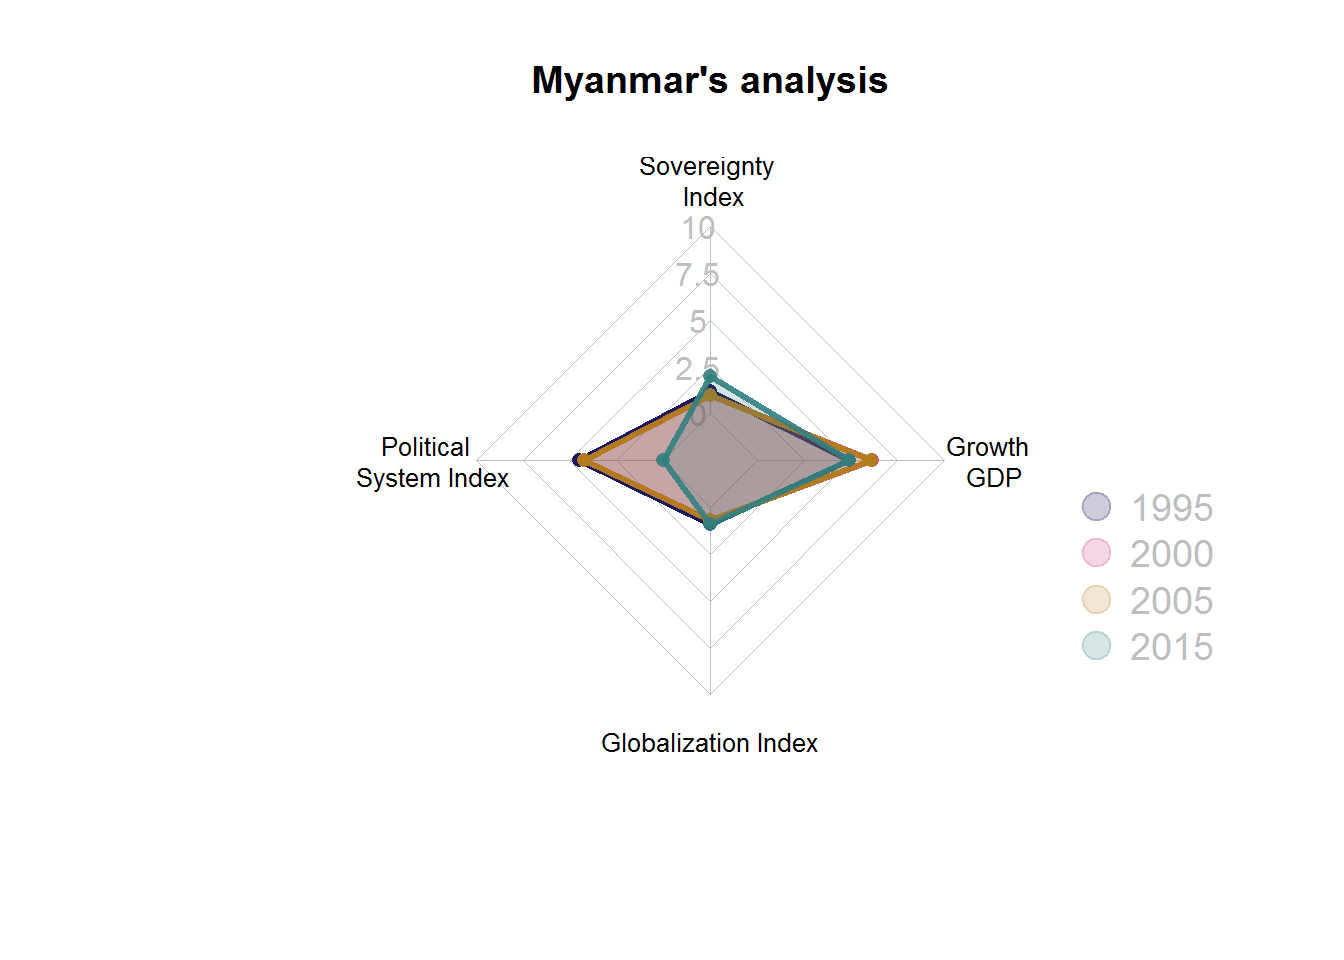 Myanmar's analysis
Sovereignty
Index
10
7.5
5
2.5
0
Political
System Index
Growth
GDP
1995
2000
2005
2015
Globalization Index